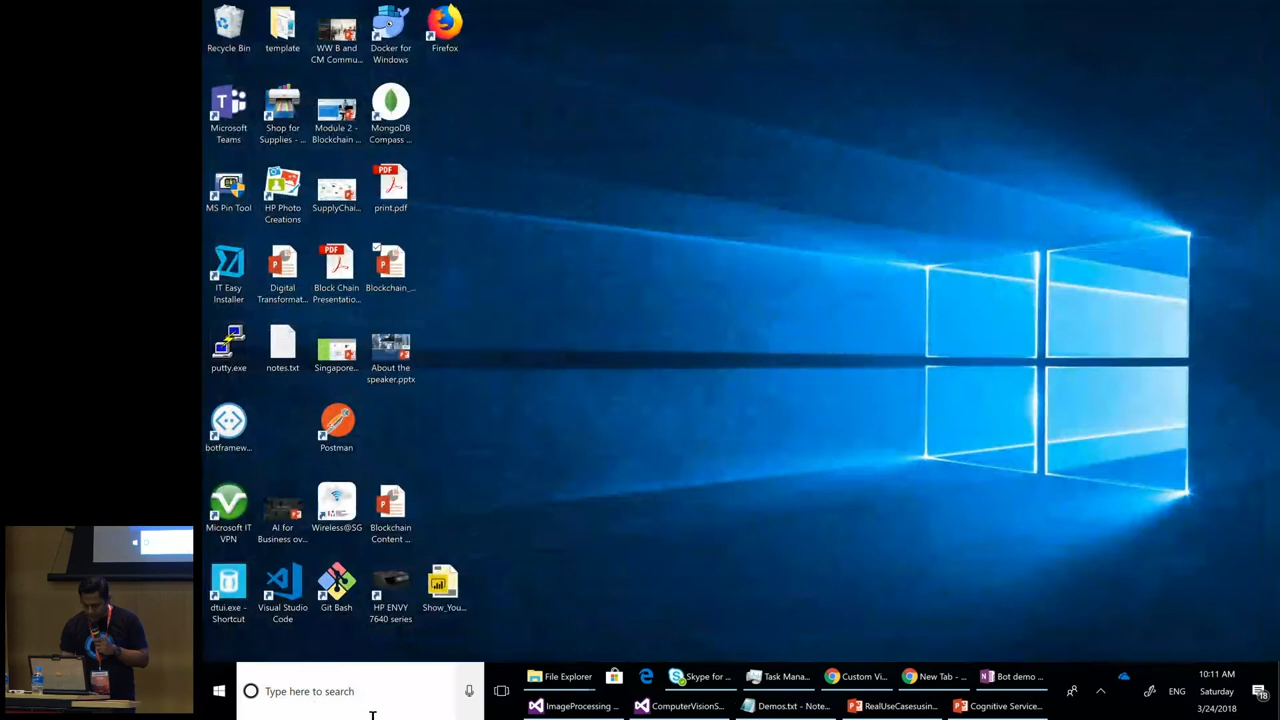 Recycle Bin
template
WW B and
CM Commu...
Docker for
Windows
Firefox
Microsoft
Teams
Shop for
Supplies - ...
Module 2 -
Blockchain ...
MongoDB
Compass ...
MS Pin Tool
HP Photo
Creations
SupplyChai...
PDF
print.pdf
IT Easy
Installer
Digital
Transformat...
PDF
Block Chain
Presentatio...
Blockchain_...
putty.exe
notes.txt
Singapore...
About the
speaker.pptx
botframew...
Postman
Microsoft IT
VPN
AI for
Business ov...
Wireless@SG
Blockchain
Content ...
dtui.exe -
Shortcut
Visual Studio
Code
Git Bash
HP ENVY
7640 series
Show_You...
Type here to search
File Explorer
Skype for ...
Task Mana...
Custom Vi...
New Tab - ...
Bot demo ...
ImageProcessing ...
ComputerVisionS...
Demos.txt - Note...
RealUseCasesusin...
Cognitive Service...
ENG
10:11 AM
Saturday
3/24/2018
18